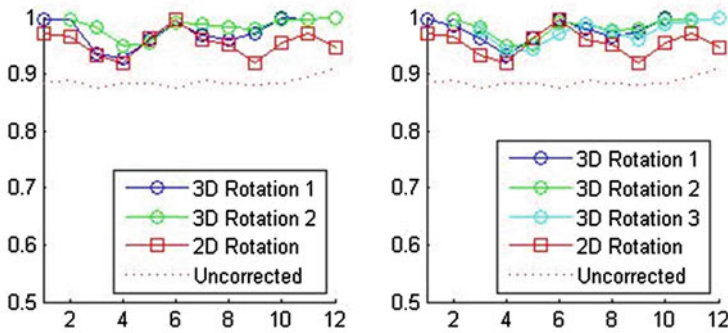 1
0.9
0.8
0.7
0.6
0.5
2 4 6 8 10 12
3D Rotation 1
3D Rotation 2
2D Rotation
Uncorrected
1
0.9
0.8
0.7
0.6
0.5
2 4 6 8 10 12
3D Rotation 1
3D Rotation 2
3D Rotation 3
2D Rotation
Uncorrected